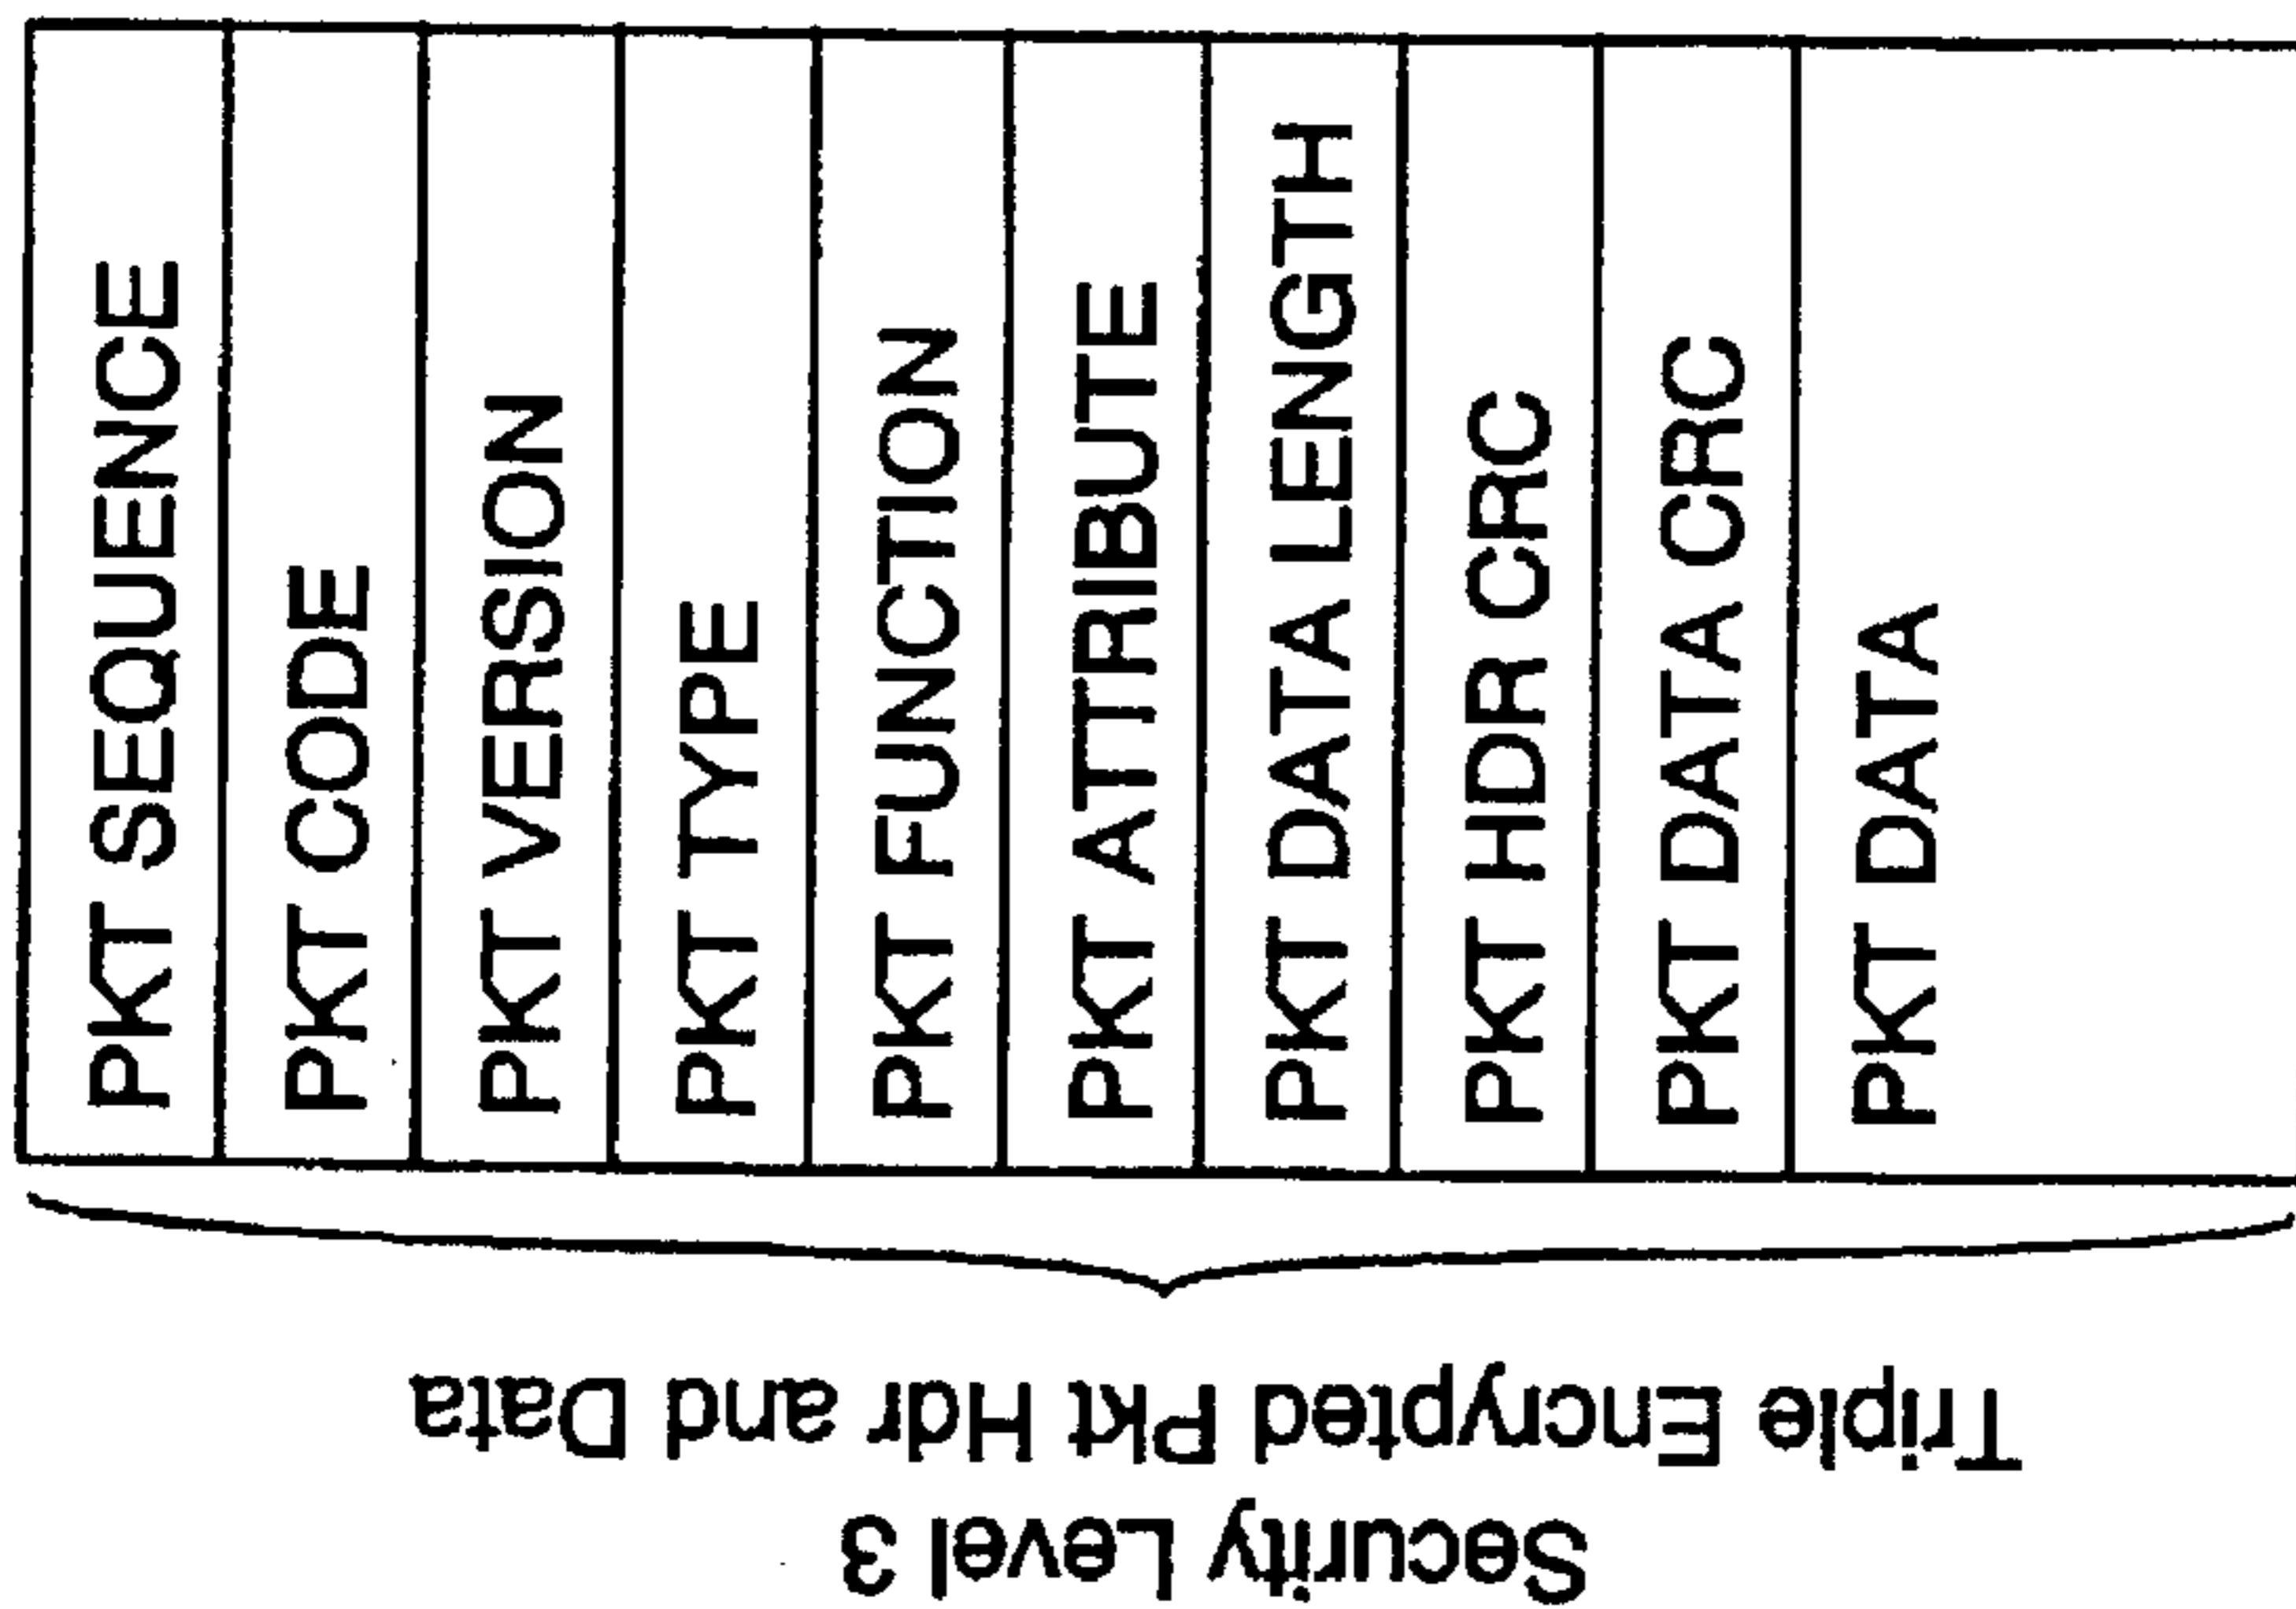 Security Level 3
Triple Encrypted Pkt Hdr and Data
PKT SEQUENCE
PKT CODE
PKT VERSION
PKT TYPE
PKT FUNCTION
PKT ATTRIBUTE
PKT DATA LENGTH
PKT HDR CRC
PKT DATA CRC
PKT DATA